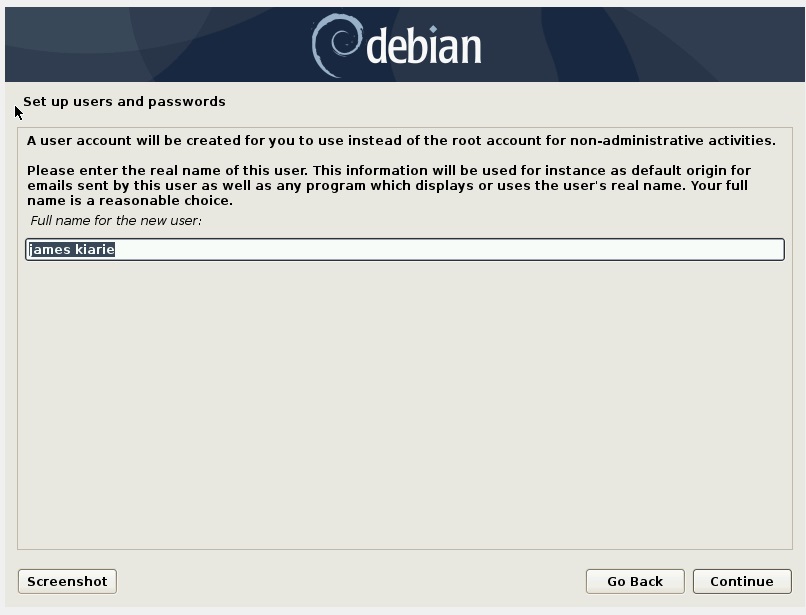 debian
Set up users and passwords
A user account will be created for you to use instead of the root account for non-administrative activities.
Please enter the real name of this user. This information will be used for instance as default origin for
emails sent by this user as well as any program which displays or uses the user's real name. Your full
name is a reasonable choice.
Full name for the new user:
james kiarie
Screenshot
Go Back
Continue